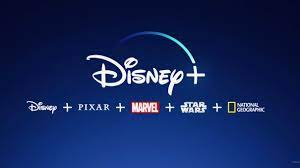 Disney+
Disney + PIXAR + MARVEL + STAR WARS + NATIONAL GEOGRAPHIC